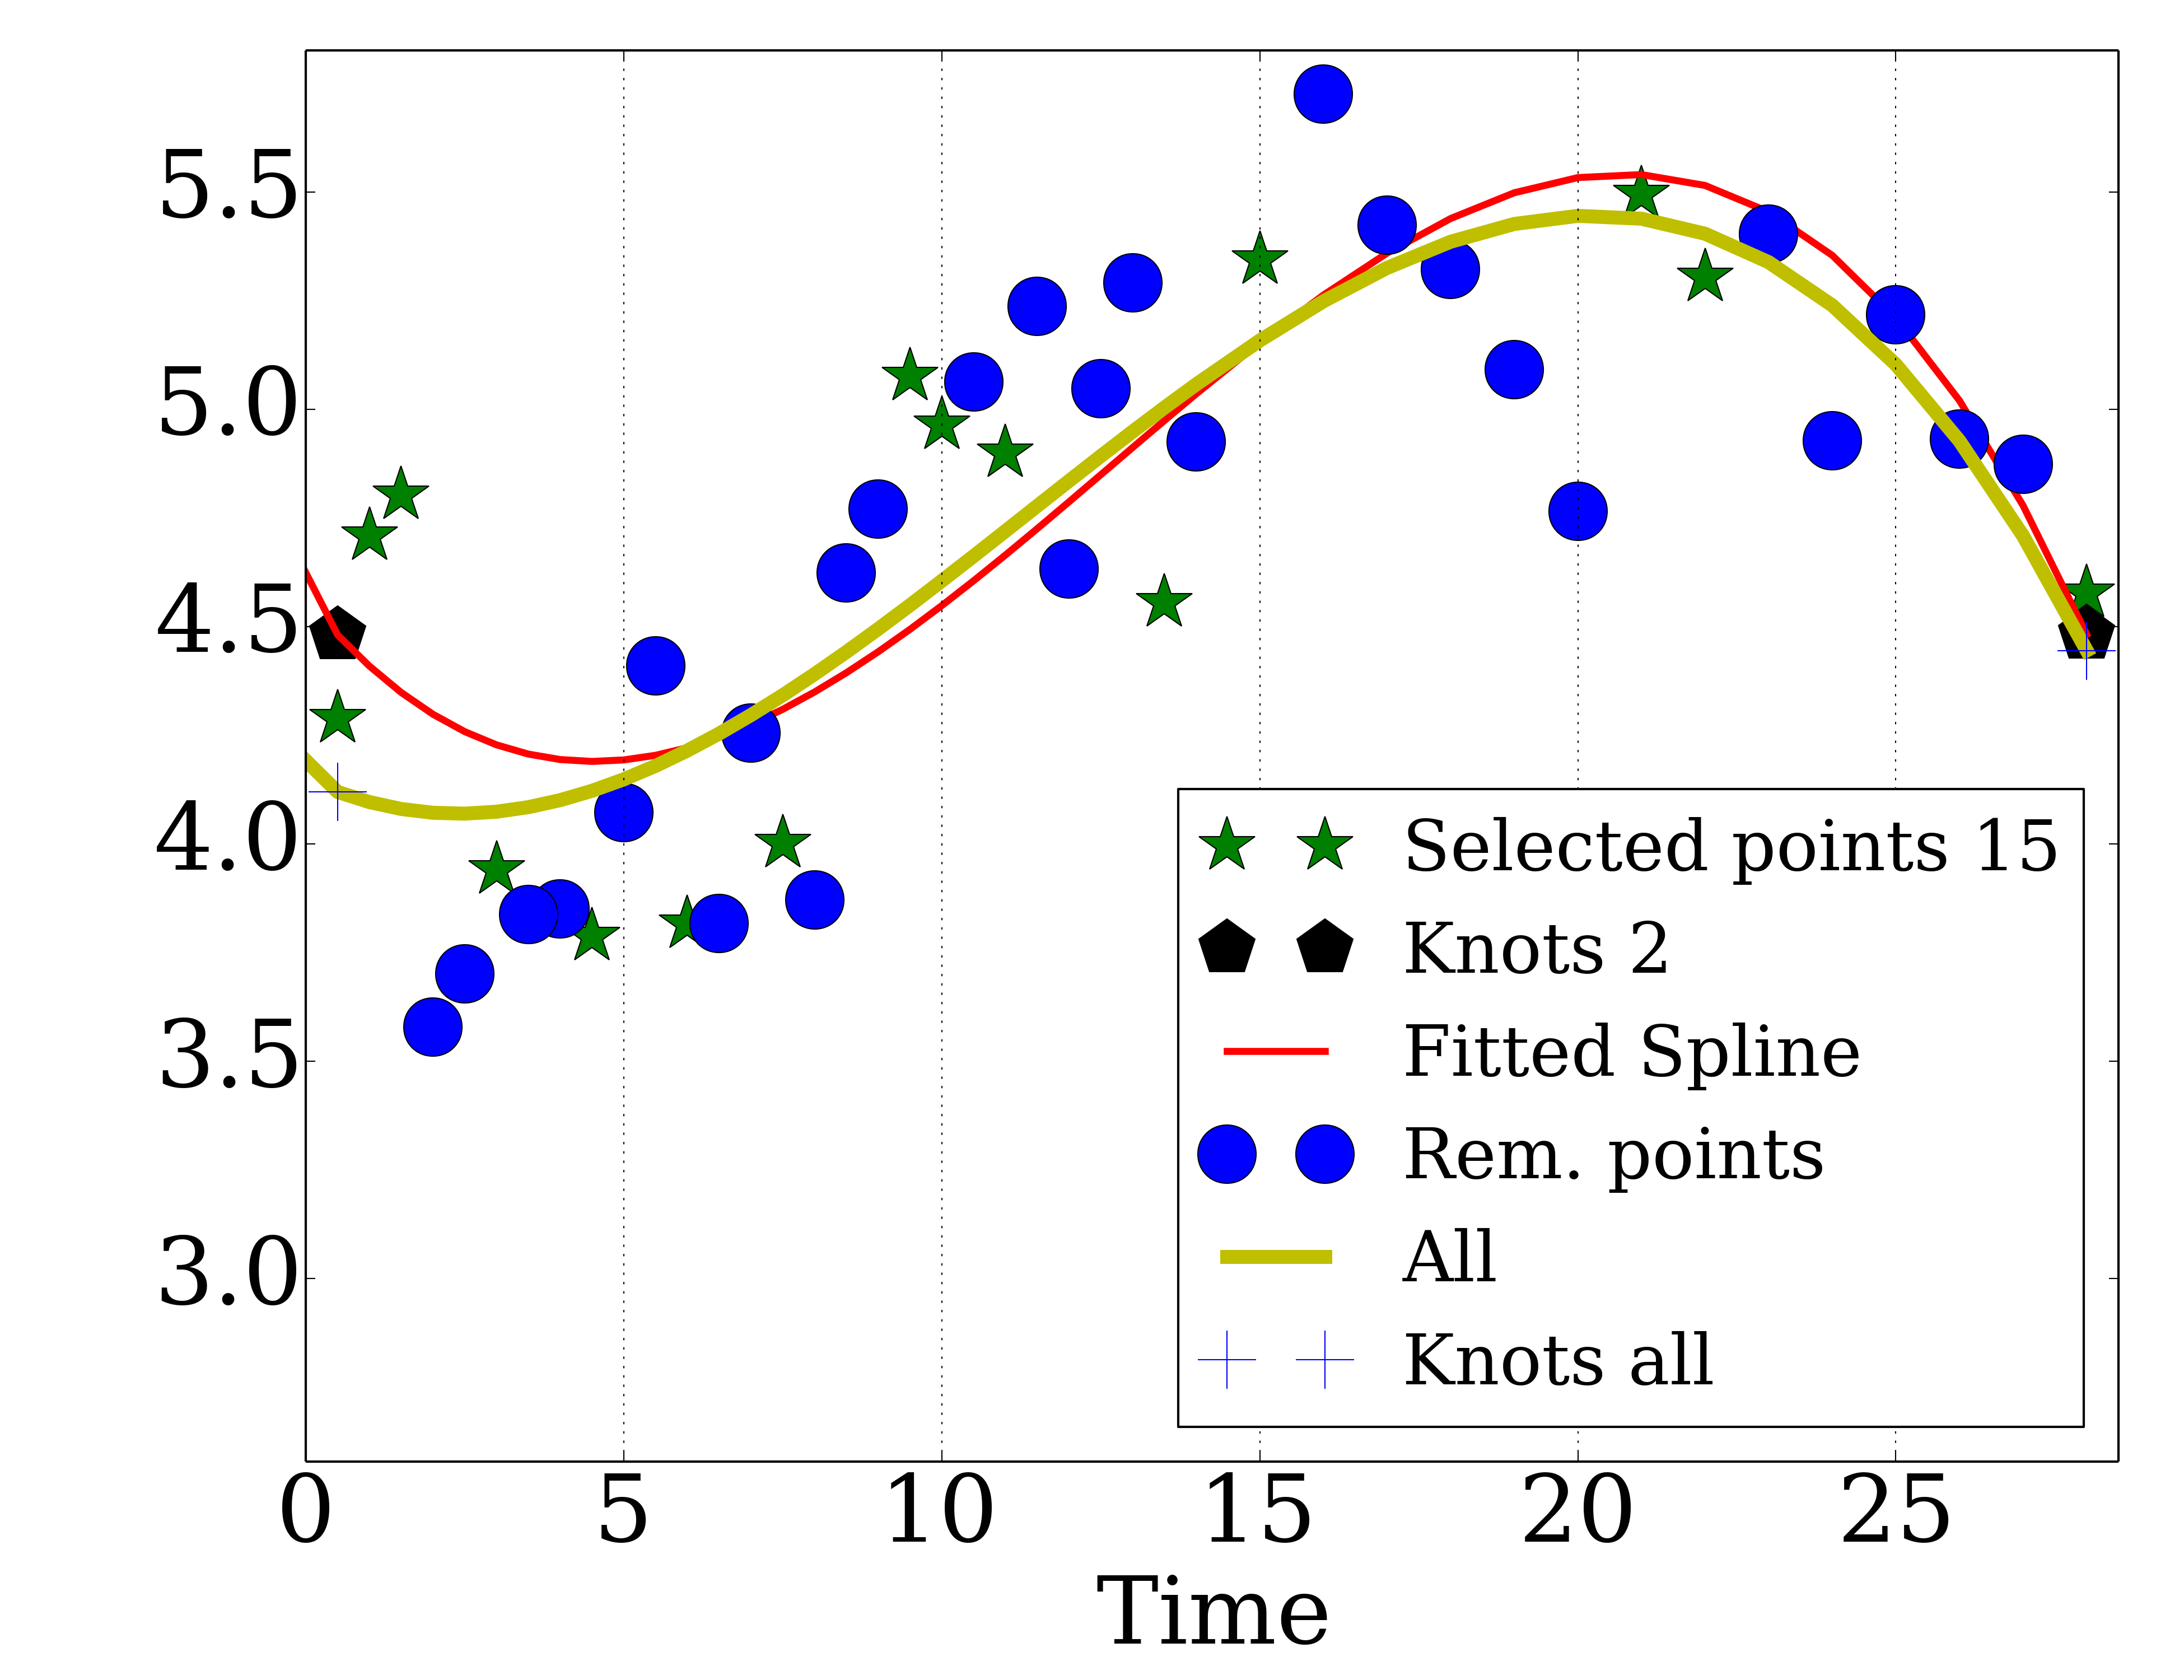 5.5
5.0
4.5
4.0
3.5
3.0
Selected points 15
Knots 2
Fitted Spline
Rem. points
All
Knots all
0 5 10 15 20 25
Time